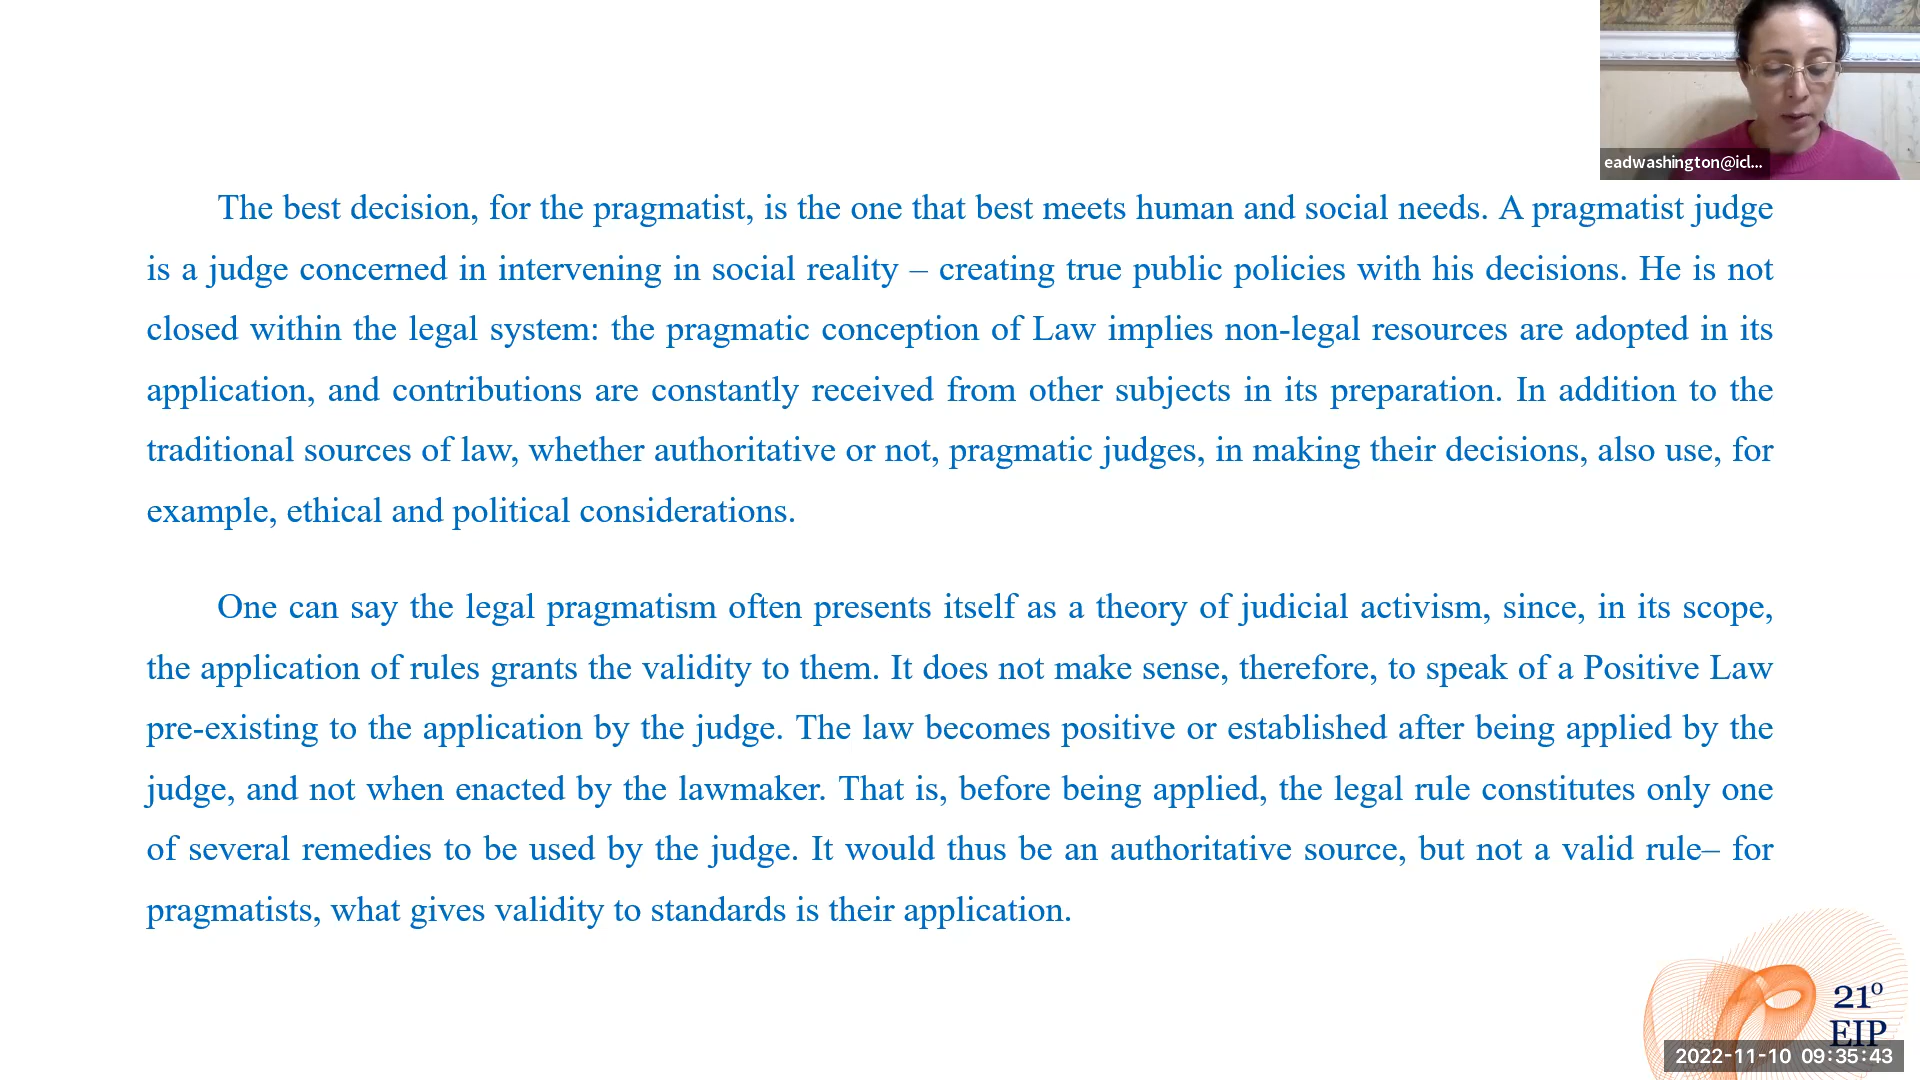 eadwashington@icl...
The best decision, for the pragmatist, is the one that best meets human and social needs. A pragmatist judge
is a judge concerned in intervening in social reality – creating true public policies with his decisions. He is not
closed within the legal system: the pragmatic conception of Law implies non-legal resources are adopted in its
application, and contributions are constantly received from other subjects in its preparation. In addition to the
traditional sources of law, whether authoritative or not, pragmatic judges, in making their decisions, also use, for
example, ethical and political considerations.
One can say the legal pragmatism often presents itself as a theory of judicial activism, since, in its scope,
the application of rules grants the validity to them. It does not make sense, therefore, to speak of a Positive Law
pre-existing to the application by the judge. The law becomes positive or established after being applied by the
judge, and not when enacted by the lawmaker. That is, before being applied, the legal rule constitutes only one
of several remedies to be used by the judge. It would thus be an authoritative source, but not a valid rule– for
pragmatists, what gives validity to standards is their application.
21º
EIP
2022-11-10 09:35:43